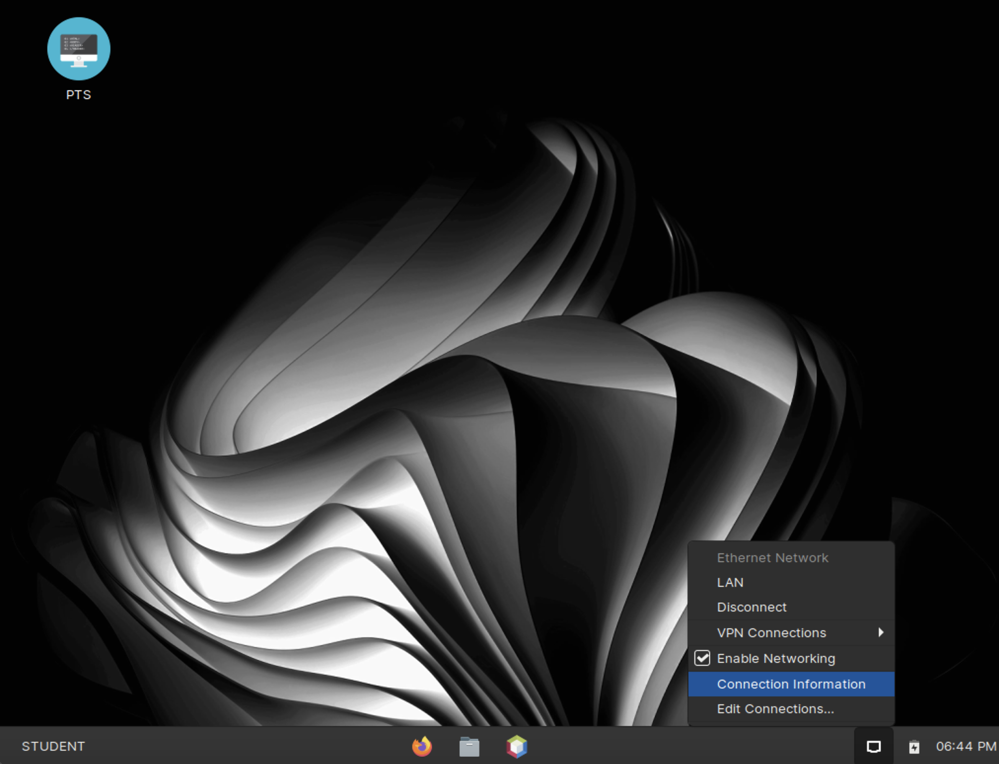 PTS
Ethernet Network
LAN
Disconnect
VPN Connections
Enable Networking
Connection Information
Edit Connections...
STUDENT
06:44 PM